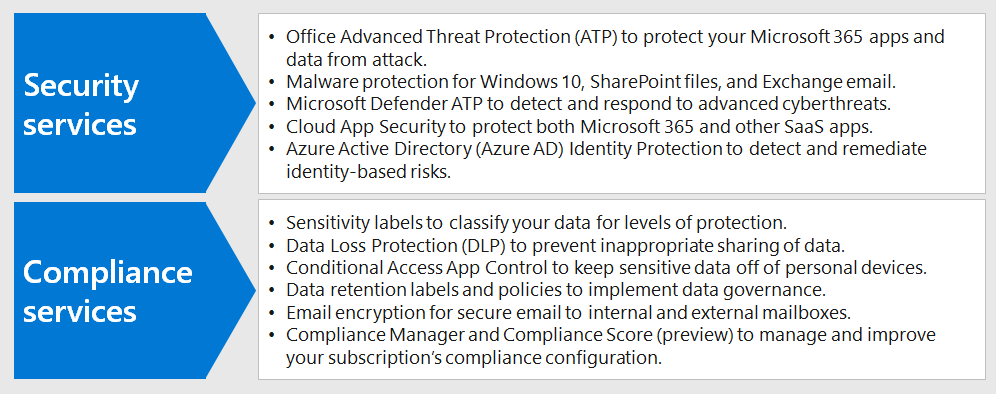 Security
services
• Office Advanced Threat Protection (ATP) to protect your Microsoft 365 apps and
data from attack.
• Malware protection for Windows 10, SharePoint files, and Exchange email.
• Microsoft Defender ATP to detect and respond to advanced cyberthreats.
• Cloud App Security to protect both Microsoft 365 and other SaaS apps.
• Azure Active Directory (Azure AD) Identity Protection to detect and remediate
identity-based risks.
Compliance
services
• Sensitivity labels to classify your data for levels of protection.
• Data Loss Protection (DLP) to prevent inappropriate sharing of data.
• Conditional Access App Control to keep sensitive data off of personal devices.
• Data retention labels and policies to implement data governance.
• Email encryption for secure email to internal and external mailboxes.
• Compliance Manager and Compliance Score (preview) to manage and improve
your subscription’s compliance configuration.